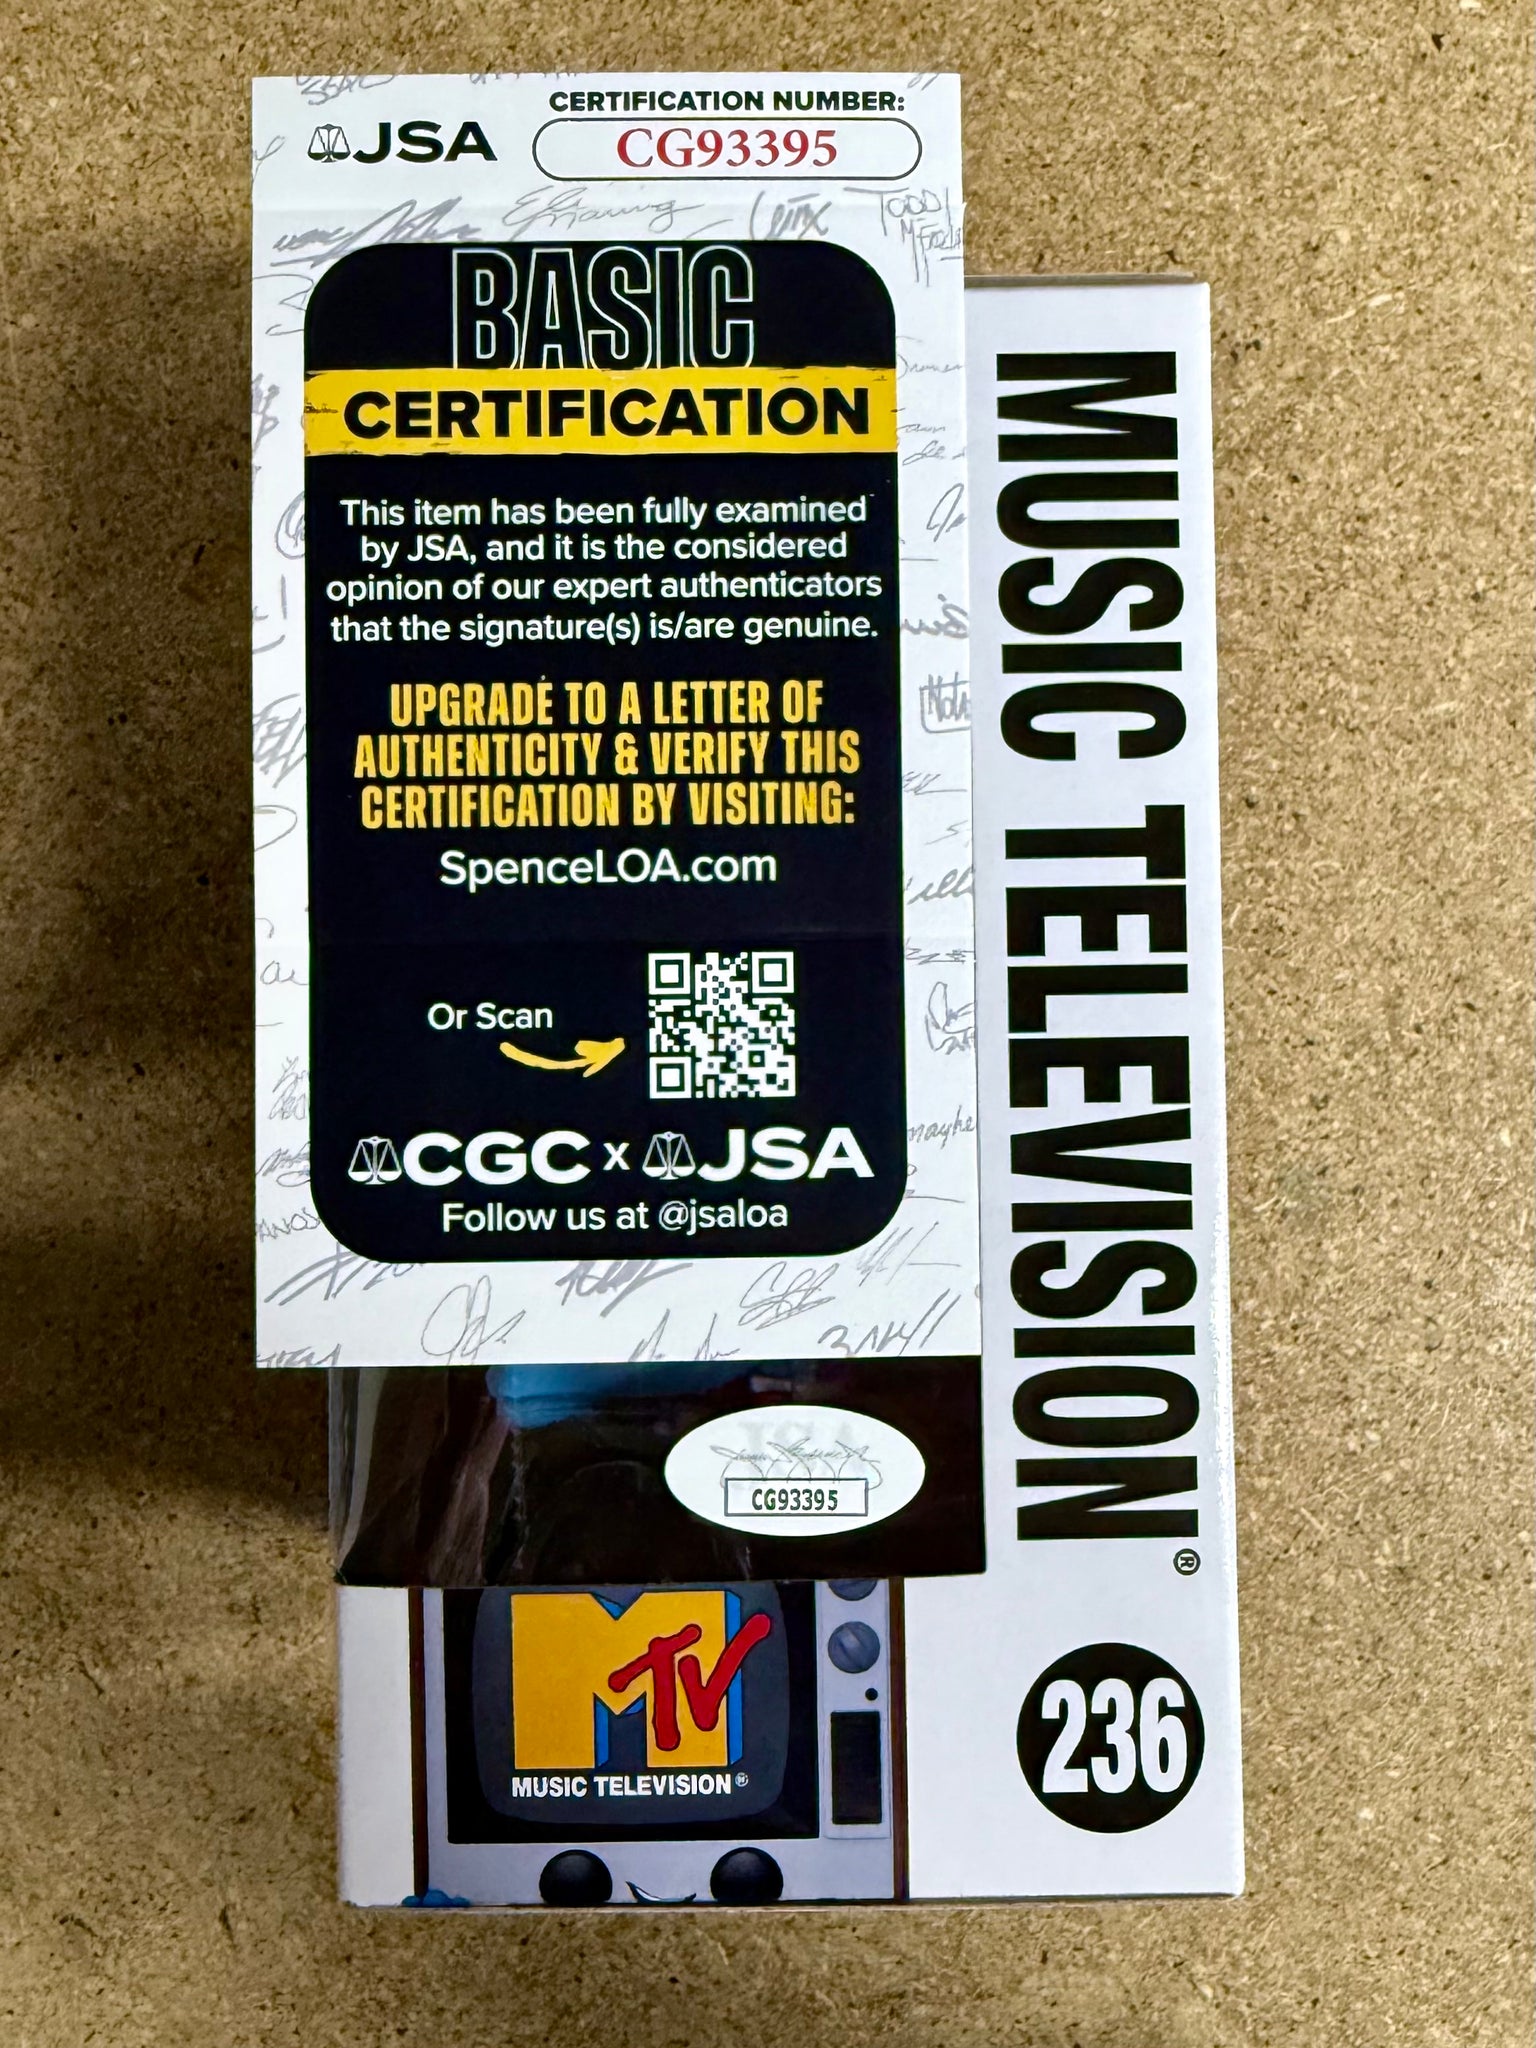 JSA
CERTIFICATION NUMBER:
CG93395
BASIC
CERTIFICATION
This item has been fully examined
by JSA, and it is the considered
opinion of our expert authenticators
that the signature(s) is/are genuine.
UPGRADE TO A LETTER OF
AUTHENTICITY & VERIFY THIS
CERTIFICATION BY VISITING:
SpenceLOA.com
Or Scan
CGC x JSA
Follow us at @jsaloa
CG93395
MUSIC TELEVISION®
MTV
MUSIC TELEVISION®
236